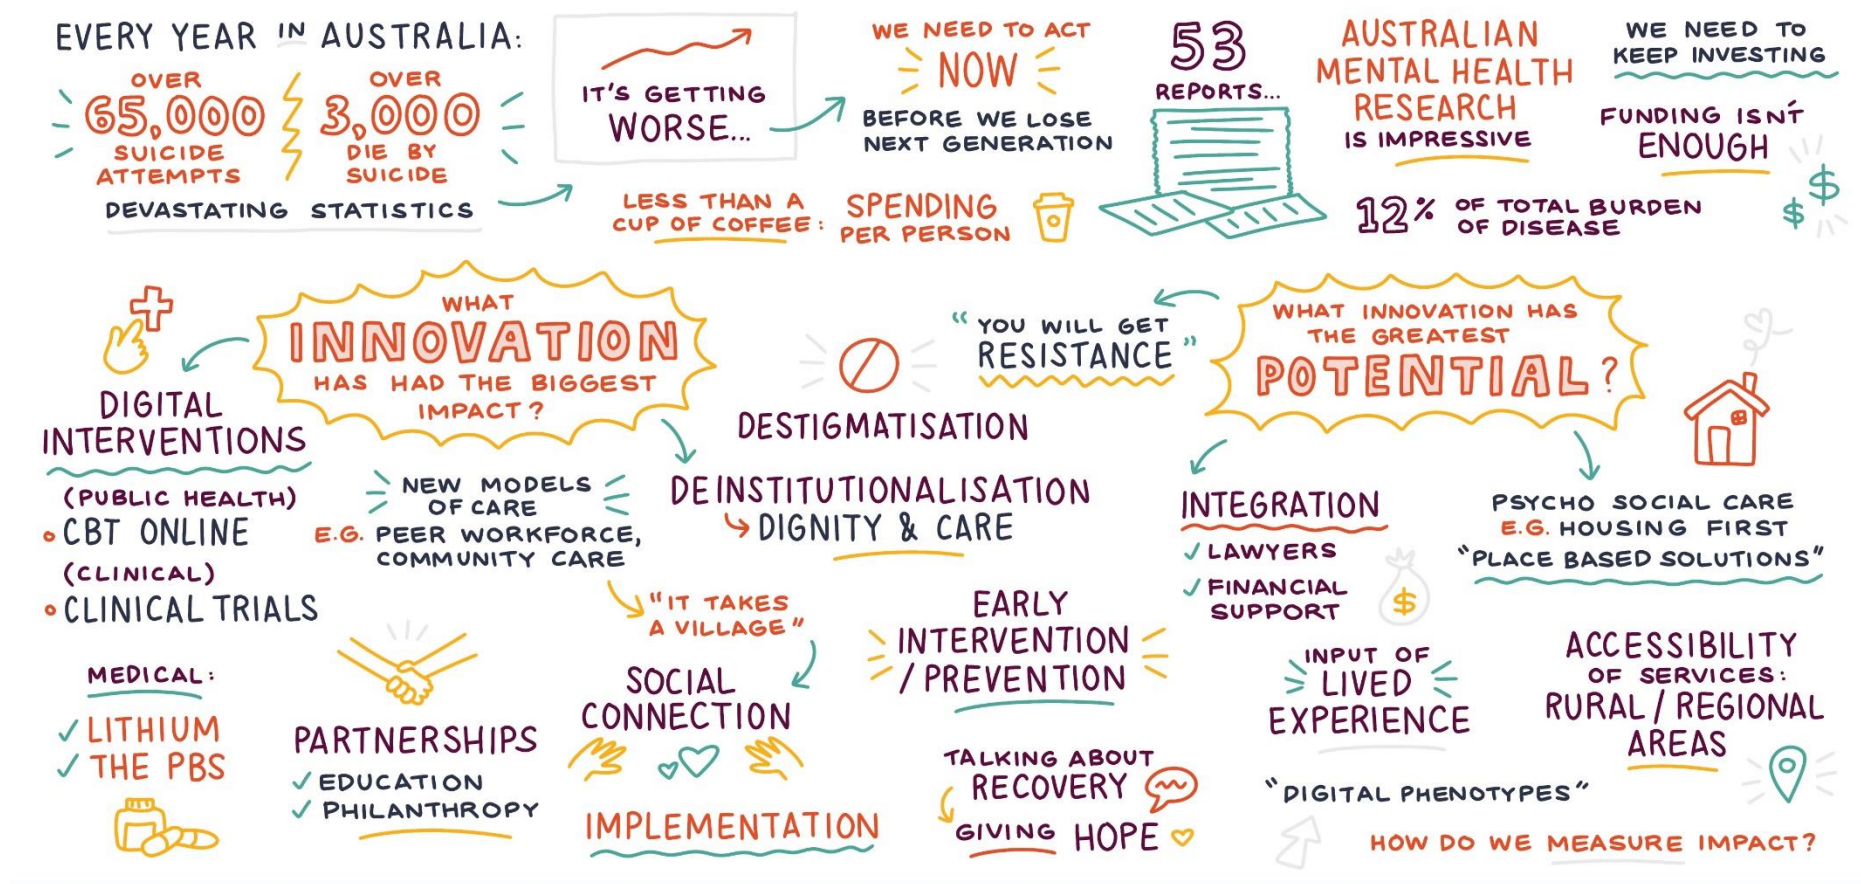 EVERY YEAR IN AUSTRALIA:
OVER
65,000
SUICIDE
ATTEMPTS
OVER
3,000
DIE BY
SUICIDE
DEVASTATING STATISTICS
IT'S GETTING
WORSE...
WE NEED TO ACT
NOW
BEFORE WE LOSE
NEXT GENERATION
LESS THAN A
CUP OF COFFEE:
SPENDING
PER PERSON
53
REPORTS...
AUSTRALIAN
MENTAL HEALTH
RESEARCH
IS IMPRESSIVE
12% OF TOTAL BURDEN
OF DISEASE
WE NEED TO
KEEP INVESTING
FUNDING ISN'T
ENOUGH
$
$
WHAT
INNOVATION
HAS HAD THE BIGGEST
IMPACT?
DIGITAL
INTERVENTIONS
(PUBLIC HEALTH)
• CBT ONLINE
(CLINICAL)
• CLINICAL TRIALS
MEDICAL:
✓ LITHIUM
✓ THE PBS
NEW MODELS
OF CARE
E.G. PEER WORKFORCE,
COMMUNITY CARE
"IT TAKES
A VILLAGE"
SOCIAL
CONNECTION
PARTNERSHIPS
✓ EDUCATION
✓ PHILANTHROPY
IMPLEMENTATION
DESTIGMATISATION
DEINSTITUTIONALISATION
DIGNITY & CARE
EARLY
INTERVENTION
/ PREVENTION
TALKING ABOUT
RECOVERY
GIVING HOPE
WHAT INNOVATION HAS
THE GREATEST
POTENTIAL?
"YOU WILL GET
RESISTANCE"
INTEGRATION
✓ LAWYERS
✓ FINANCIAL
SUPPORT
$
PSYCHO SOCIAL CARE
E.G. HOUSING FIRST
"PLACE BASED SOLUTIONS"
INPUT OF
LIVED
EXPERIENCE
ACCESSIBILITY
OF SERVICES:
RURAL / REGIONAL
AREAS
"DIGITAL PHENOTYPES"
HOW DO WE MEASURE IMPACT?